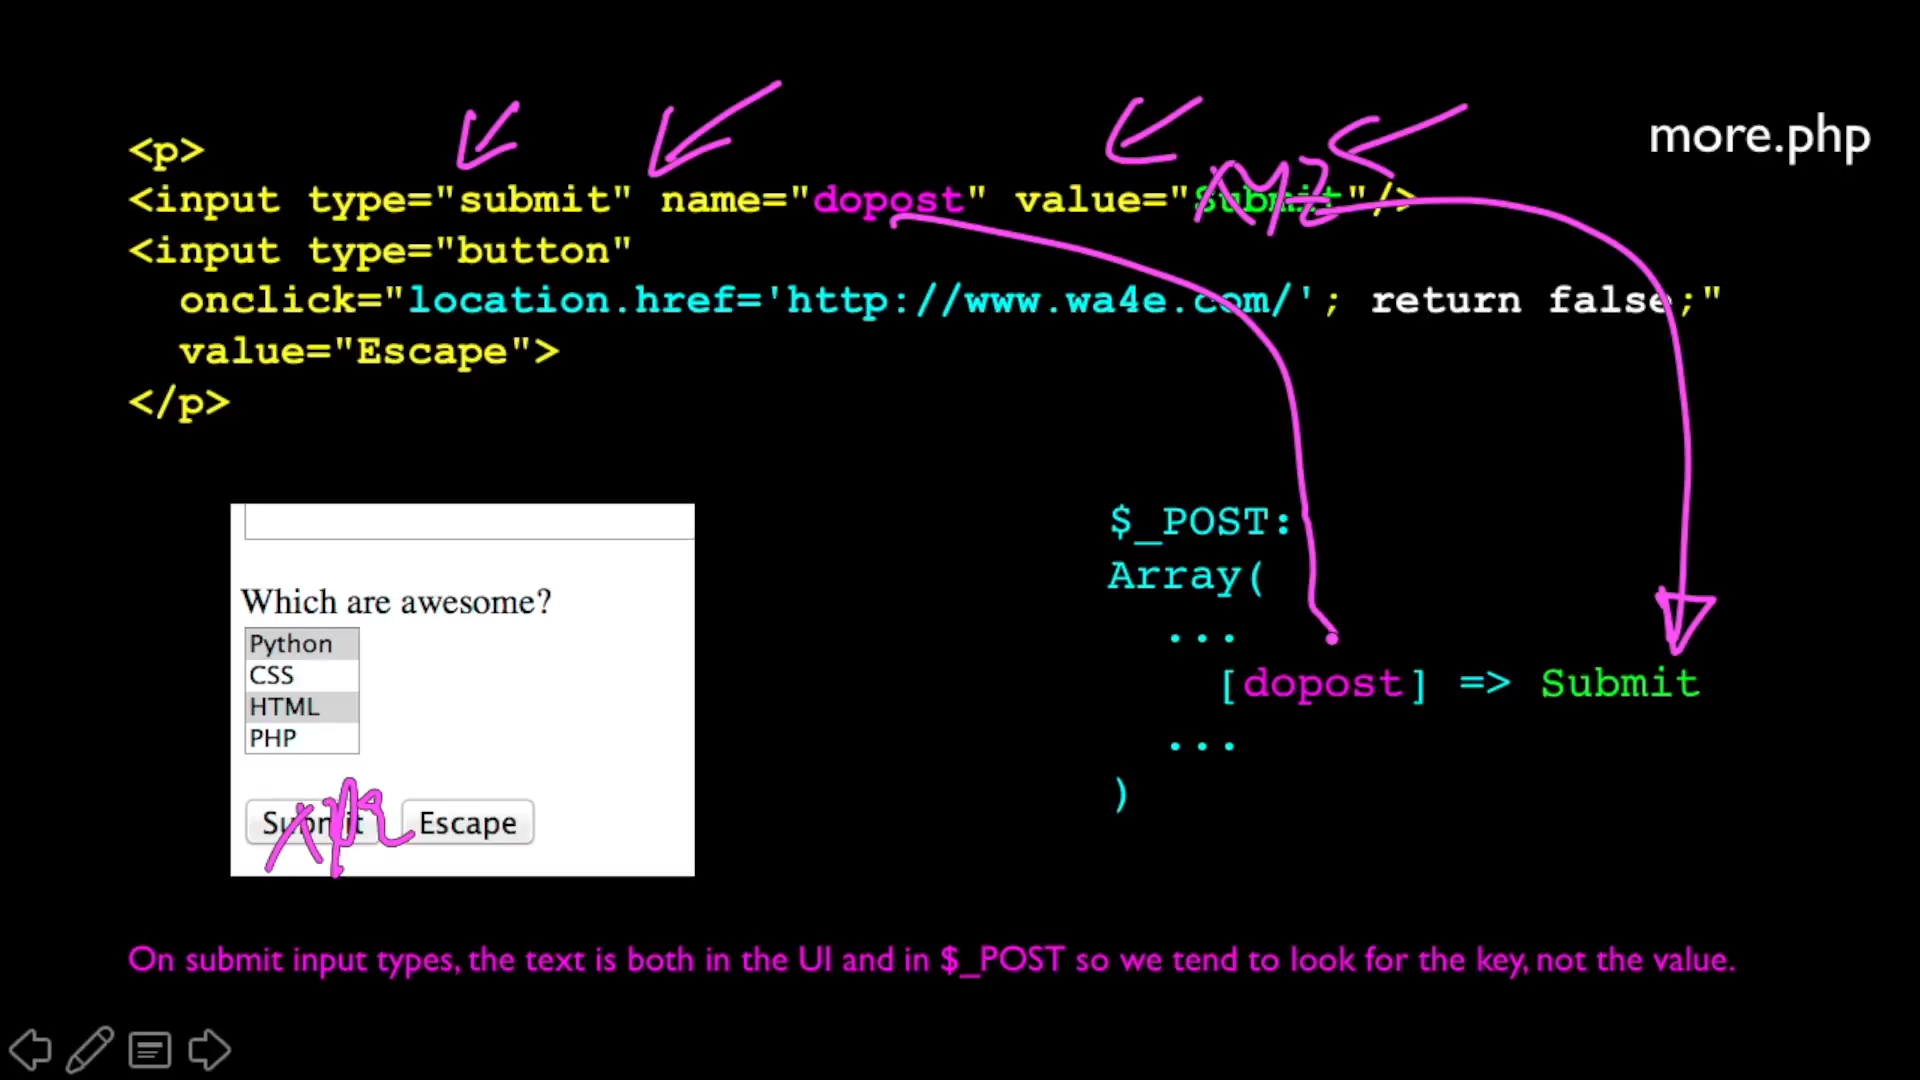 more.php
<p>
<input type="submit" name="dopost" value="Submit"/>
xyz
<input type="button"
onclick="location.href='http://www.wa4e.com/'; return false;"
value="Escape">
</p>
$_POST:
Array(
...
[dopost] => Submit
...
)
Which are awesome?
Python
CSS
HTML
PHP
Submit Escape
On submit input types, the text is both in the UI and in $_POST so we tend to look for the key, not the value.